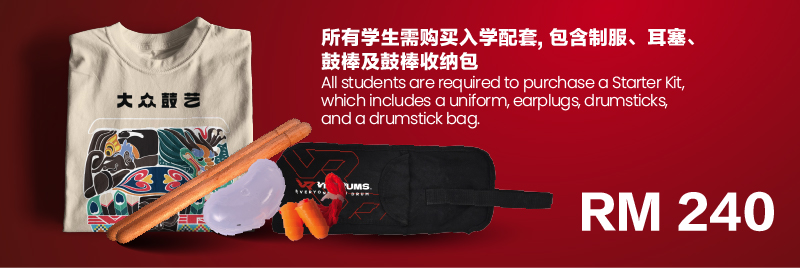 所有学生需购买入学配套, 包含制服、耳塞、
鼓棒及鼓棒收纳包
All students are required to purchase a Starter Kit,
which includes a uniform, earplugs, drumsticks,
and a drumstick bag.
大众鼓艺
RM 240